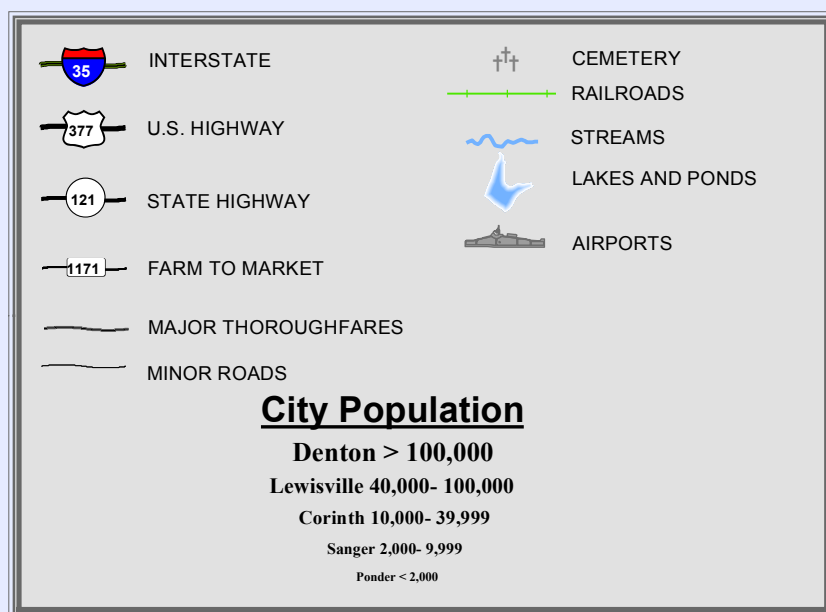 35 INTERSTATE
377 U.S. HIGHWAY
121 STATE HIGHWAY
1171 FARM TO MARKET
MAJOR THOROUGHFARES
MINOR ROADS
CEMETERY
RAILROADS
STREAMS
LAKES AND PONDS
AIRPORTS
City Population
Denton > 100,000
Lewisville 40,000- 100,000
Corinth 10,000- 39,999
Sanger 2,000- 9,999
Ponder < 2,000